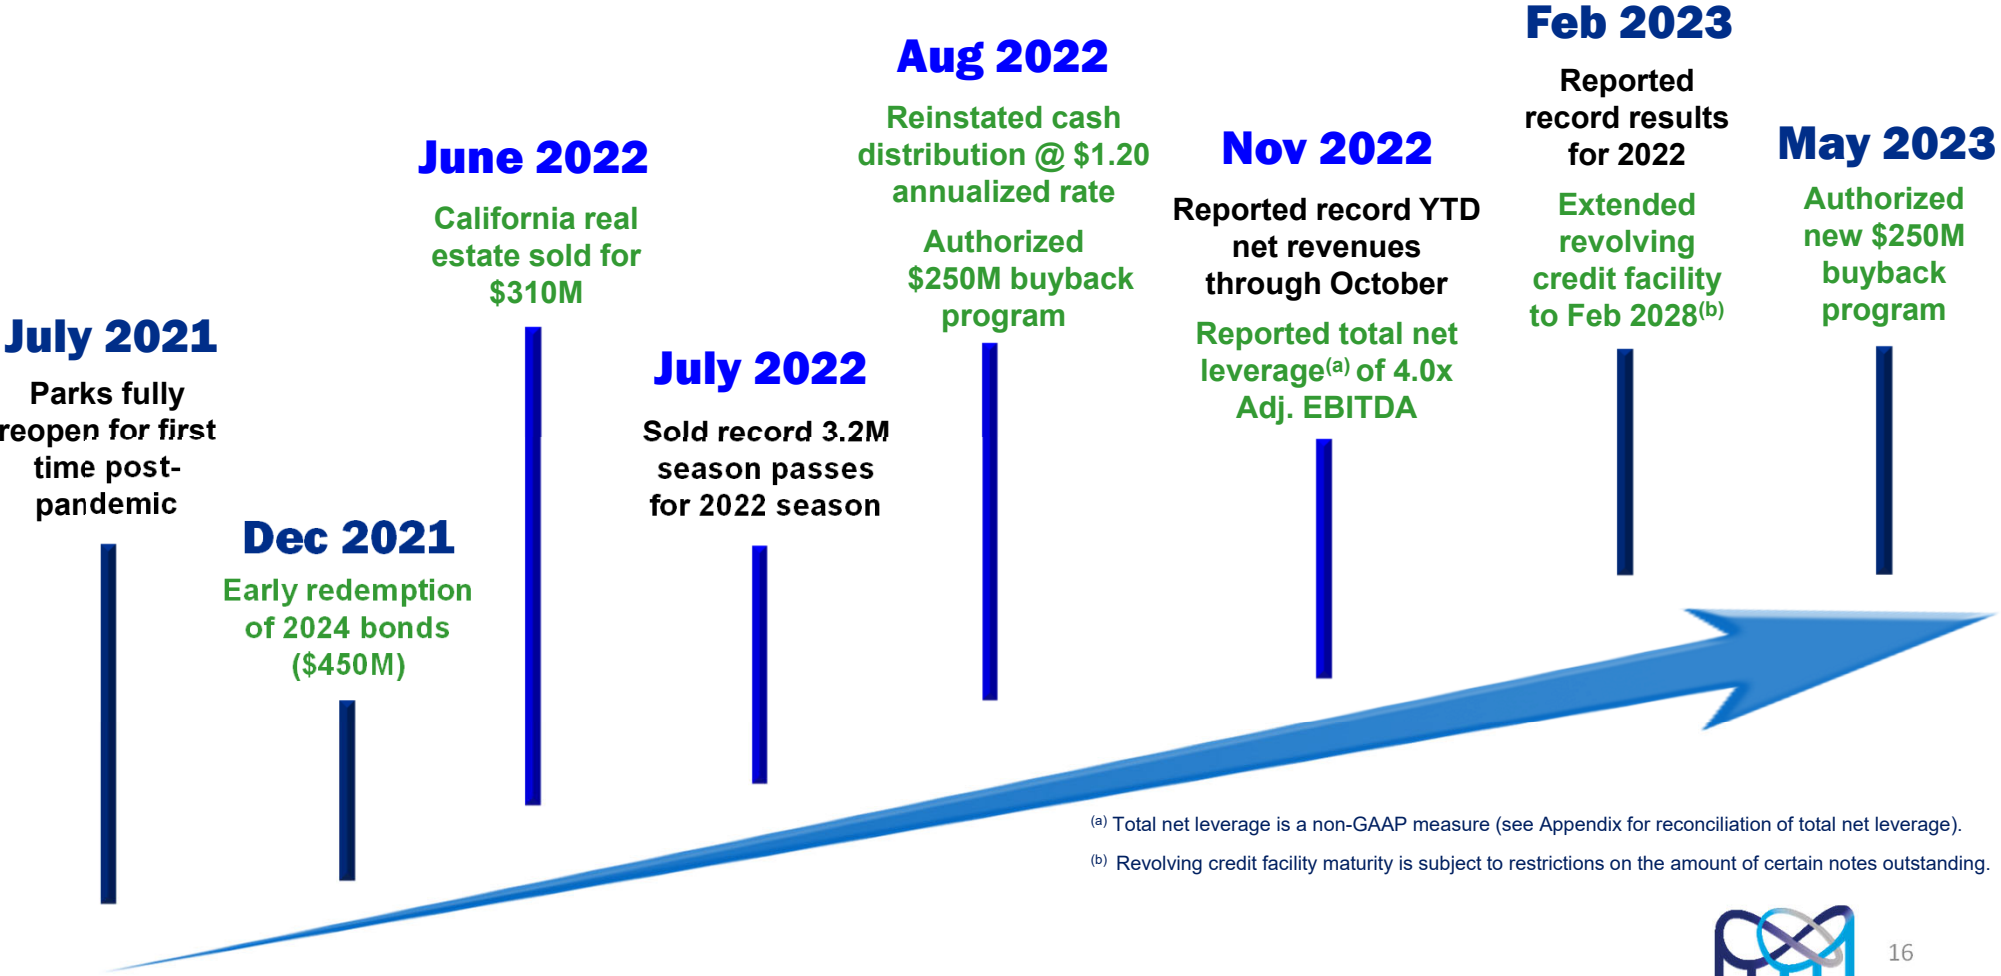 July 2021
Parks fully
reopen for first
time post-
pandemic
Dec 2021
Early redemption
of 2024 bonds
($450M)
June 2022
California real
estate sold for
$310M
July 2022
Sold record 3.2M
season passes
for 2022 season
Aug 2022
Reinstated cash
distribution @ $1.20
annualized rate
Authorized
$250M buyback
program
Nov 2022
Reported record YTD
net revenues
through October
Reported total net
leverage(a) of 4.0x
Adj. EBITDA
Feb 2023
Reported
record results
for 2022
Extended
revolving
credit facility
to Feb 2028(b)
May 2023
Authorized
new $250M
buyback
program
(a) Total net leverage is a non-GAAP measure (see Appendix for reconciliation of total net leverage).
(b) Revolving credit facility maturity is subject to restrictions on the amount of certain notes outstanding.
16